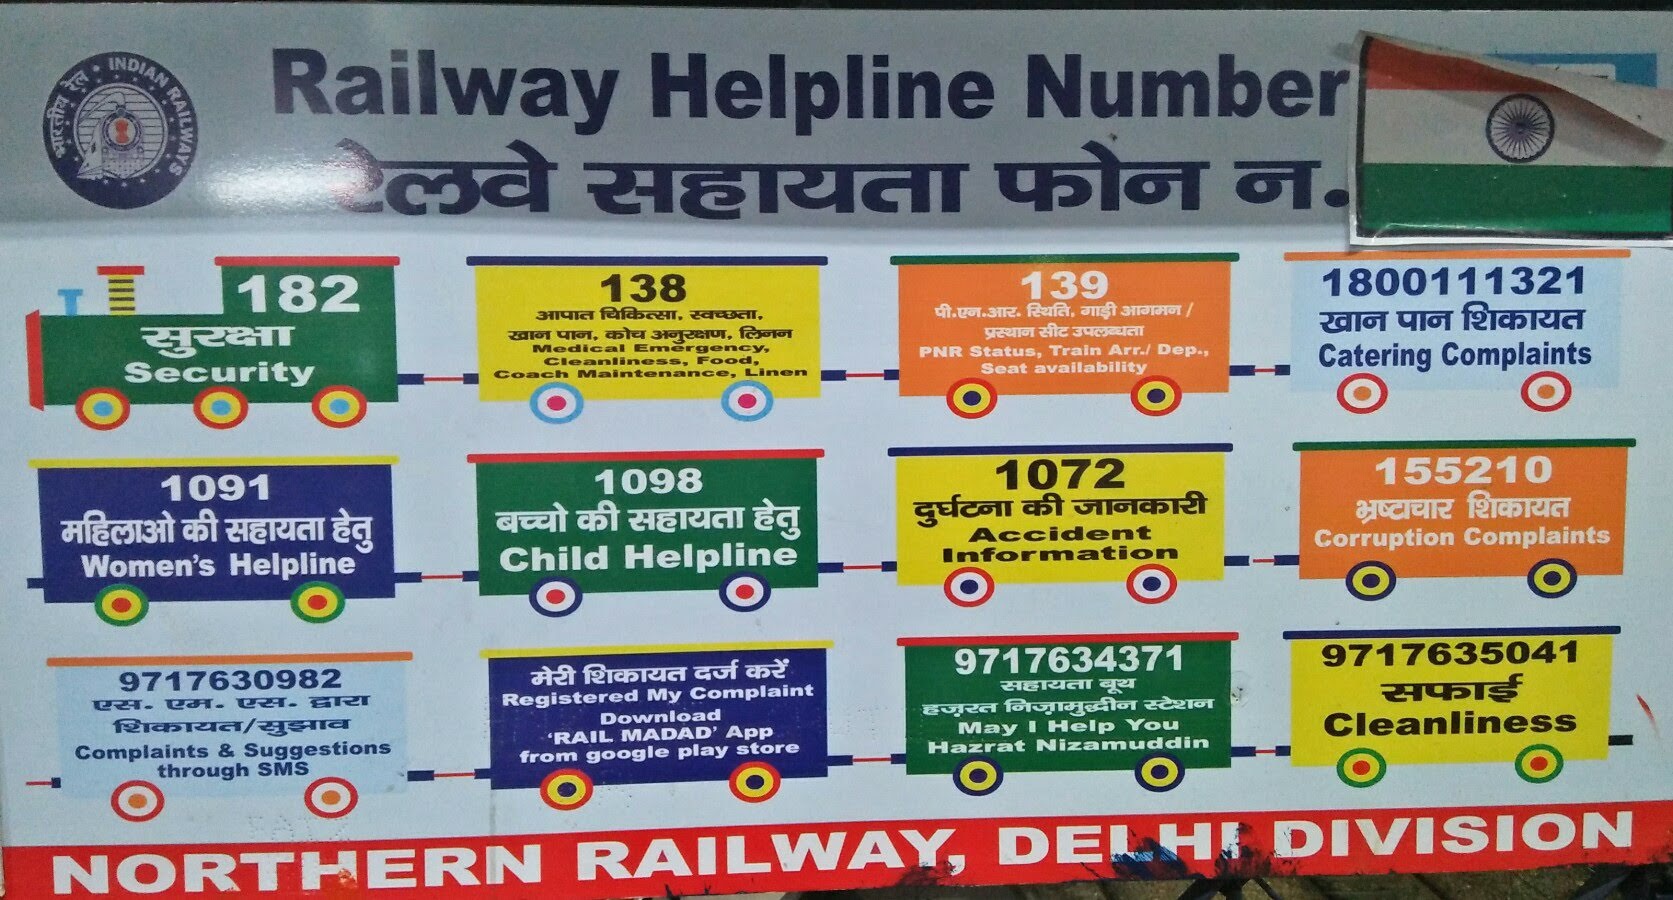 भारतीय रेल INDIAN RAILWAYS
Railway Helpline Number
रेलवे सहायता फोन न.
182
सुरक्षा
Security
138
आपात चिकित्सा, स्वच्छता,
खान पान, कोच अनुरक्षण, लिनन
Medical Emergency,
Cleanliness, Food,
Coach Maintenance, Linen
139
पी.एन.आर. स्थिति, गाड़ी आगमन /
प्रस्थान सीट उपलब्धता
PNR Status, Train Arr./ Dep.,
Seat availability
1800111321
खान पान शिकायत
Catering Complaints
1091
महिलाओ की सहायता हेतु
Women's Helpline
1098
बच्चो की सहायता हेतु
Child Helpline
1072
दुर्घटना की जानकारी
Accident
Information
155210
भ्रष्टाचार शिकायत
Corruption Complaints
9717630982
एस. एम. एस. द्वारा
शिकायत/सुझाव
Complaints & Suggestions
through SMS
मेरी शिकायत दर्ज करें
Registered My Complaint
Download
'RAIL MADAD' App
from google play store
9717634371
सहायता बूथ
हज़रत निज़ामुद्धीन स्टेशन
May I Help You
Hazrat Nizamuddin
9717635041
सफाई
Cleanliness
NORTHERN RAILWAY, DELHI DIVISION